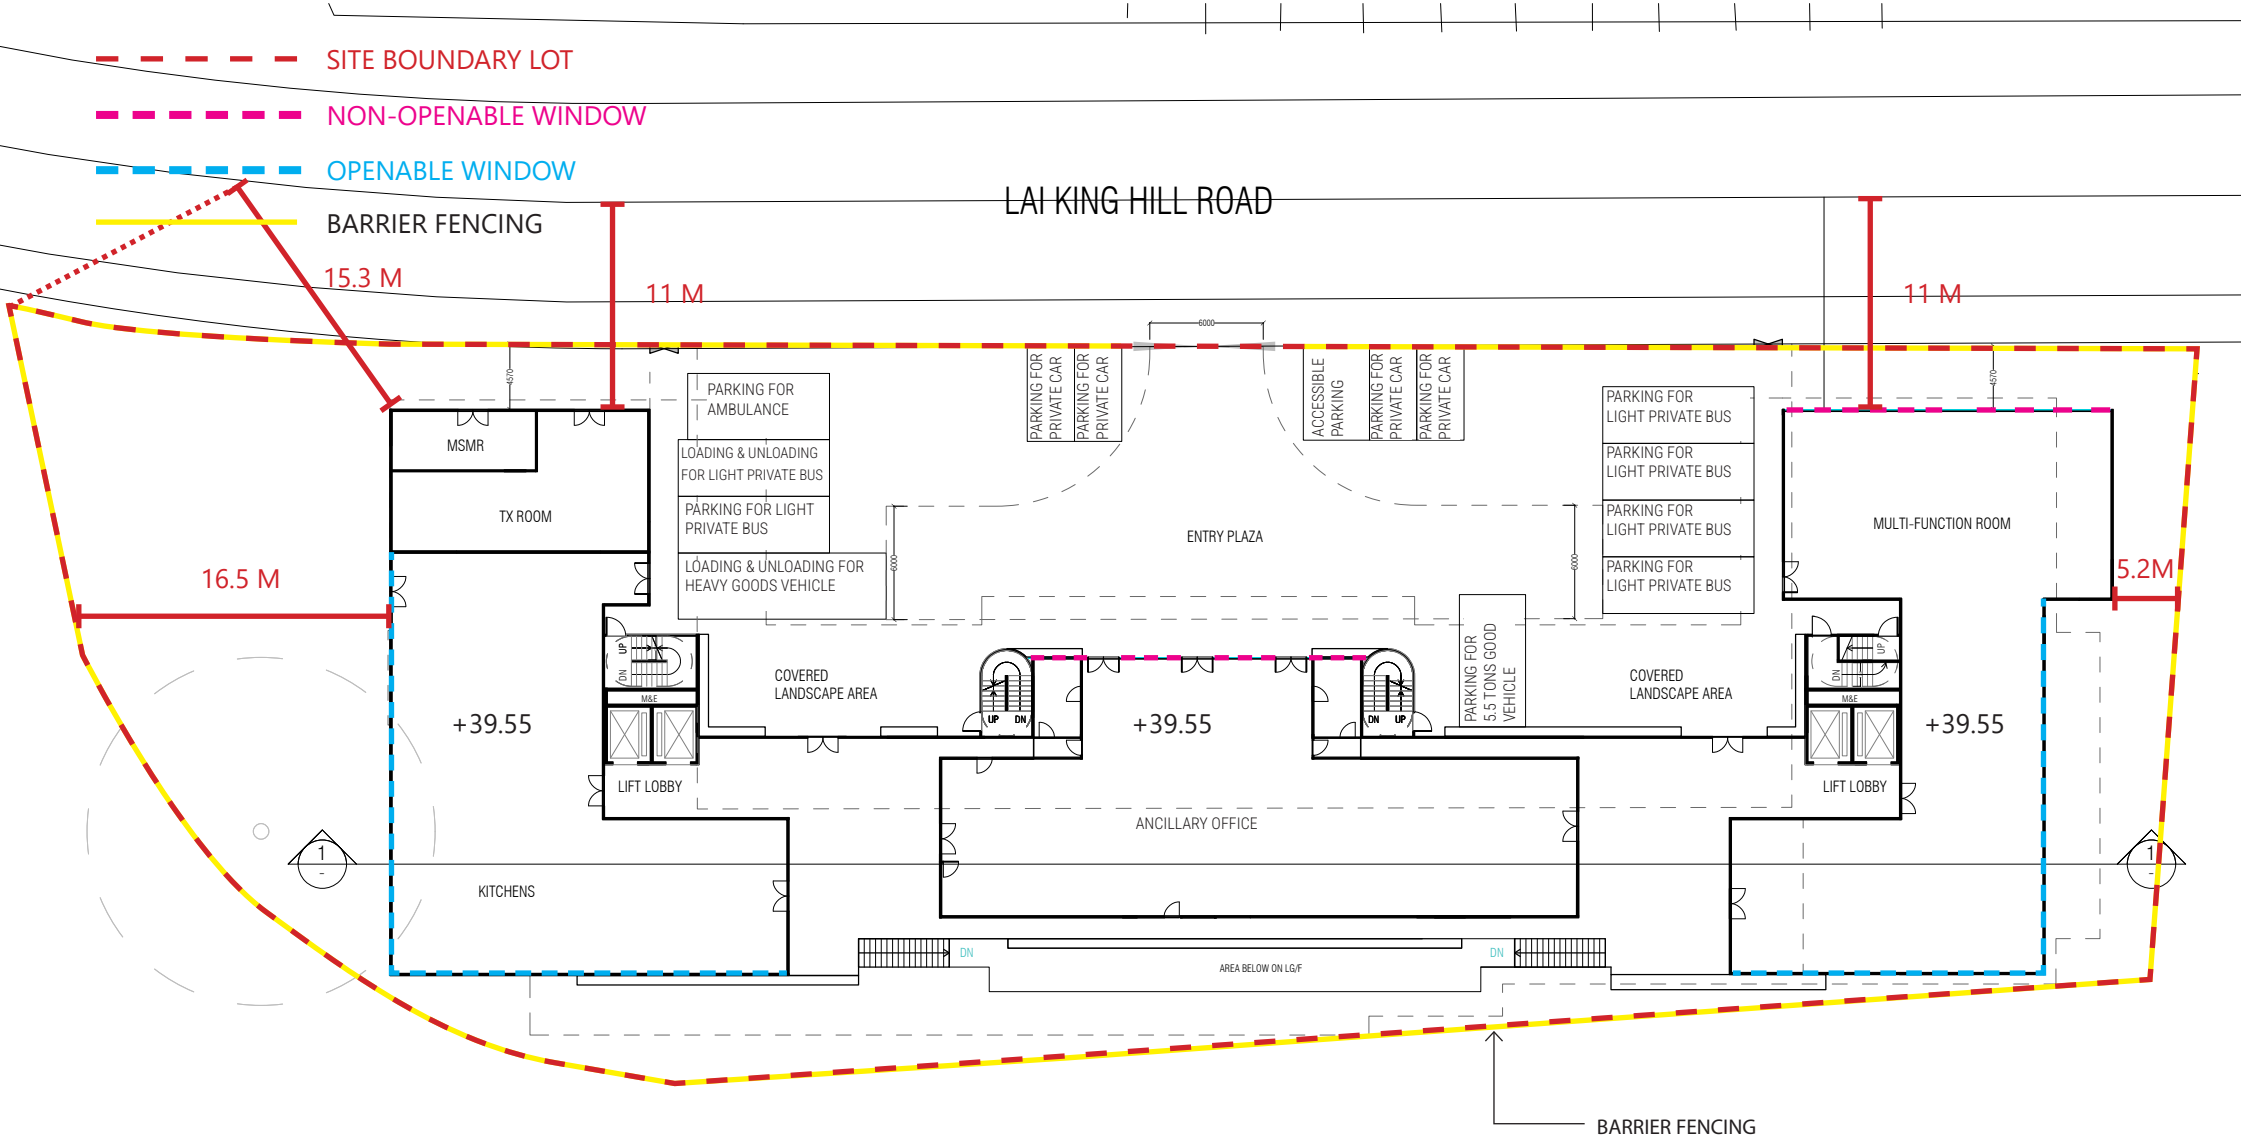 SITE BOUNDARY LOT
NON-OPENABLE WINDOW
OPENABLE WINDOW
BARRIER FENCING
LAI KING HILL ROAD
15.3 M
11 M
11 M
6000
4570
4570
PARKING FOR
AMBULANCE
LOADING & UNLOADING
FOR LIGHT PRIVATE BUS
PARKING FOR LIGHT
PRIVATE BUS
LOADING & UNLOADING FOR
HEAVY GOODS VEHICLE
PARKING FOR
PRIVATE CAR
PARKING FOR
PRIVATE CAR
ACCESSIBLE
PARKING
PARKING FOR
PRIVATE CAR
PARKING FOR
PRIVATE CAR
PARKING FOR
LIGHT PRIVATE BUS
PARKING FOR
LIGHT PRIVATE BUS
PARKING FOR
LIGHT PRIVATE BUS
PARKING FOR
LIGHT PRIVATE BUS
MSMR
TX ROOM
ENTRY PLAZA
MULTI-FUNCTION ROOM
6000
6000
16.5 M
5.2M
UP
DN
M&E
COVERED
LANDSCAPE AREA
UP
DN
+39.55
DN
UP
PARKING FOR
5.5 TONS GOOD
VEHICLE
COVERED
LANDSCAPE AREA
UP
DN
M&E
+39.55
+39.55
LIFT LOBBY
LIFT LOBBY
ANCILLARY OFFICE
1
-
1
-
KITCHENS
DN
DN
AREA BELOW ON LG/F
BARRIER FENCING